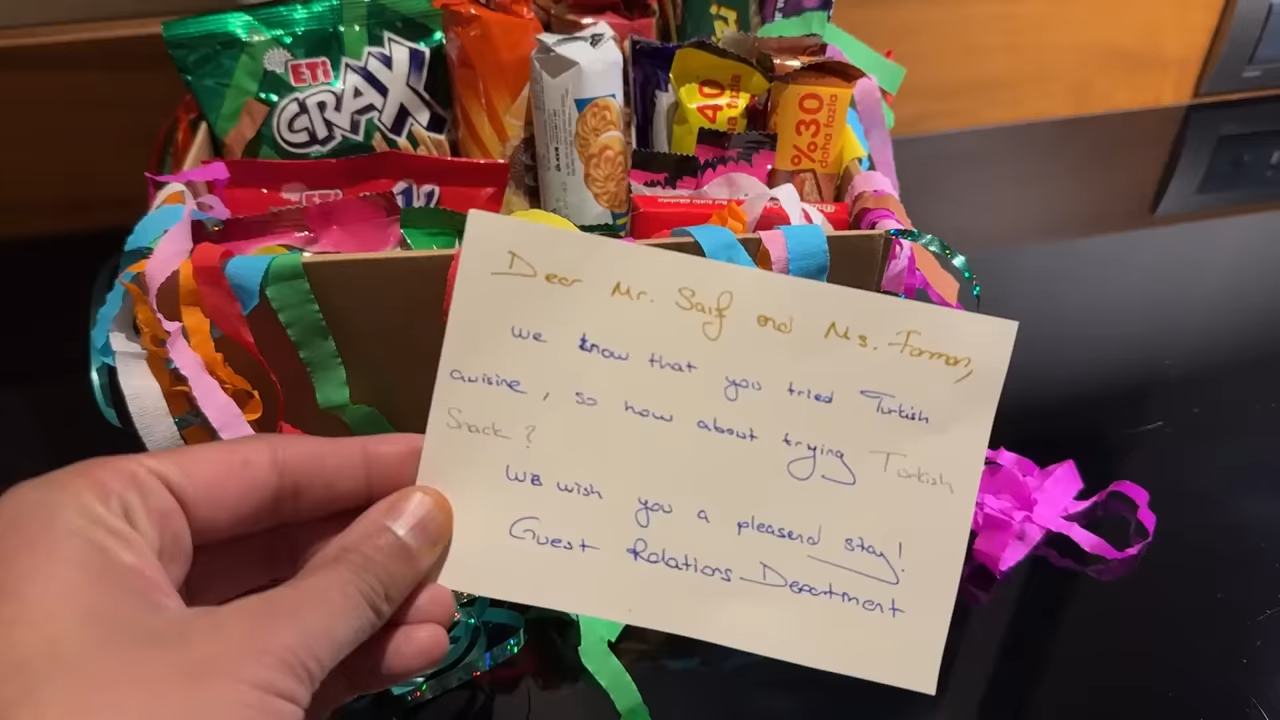 ETi
CRAX
%30
daha fazla
40
ETi
Dear Mr. Saif and Ms. Farman,
we know that you tried Turkish
cuisine, so how about trying Turkish
Snack?
We wish you a pleasend stay!
Guest Relations Department